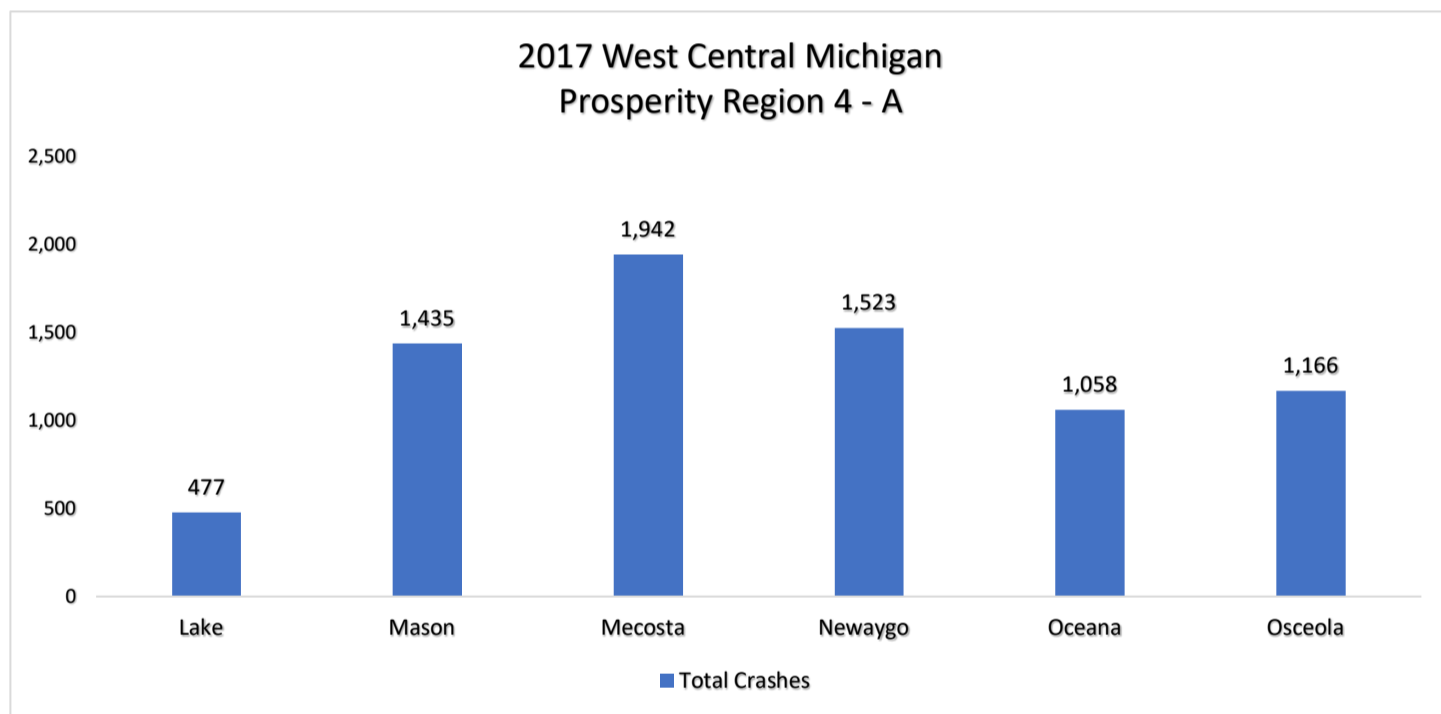 2017 West Central Michigan
Prosperity Region 4 - A
2,500
2,000
1,500
1,000
500
0
477
1,435
1,942
1,523
1,058
1,166
Lake
Mason
Mecosta
Newaygo
Oceana
Osceola
Total Crashes